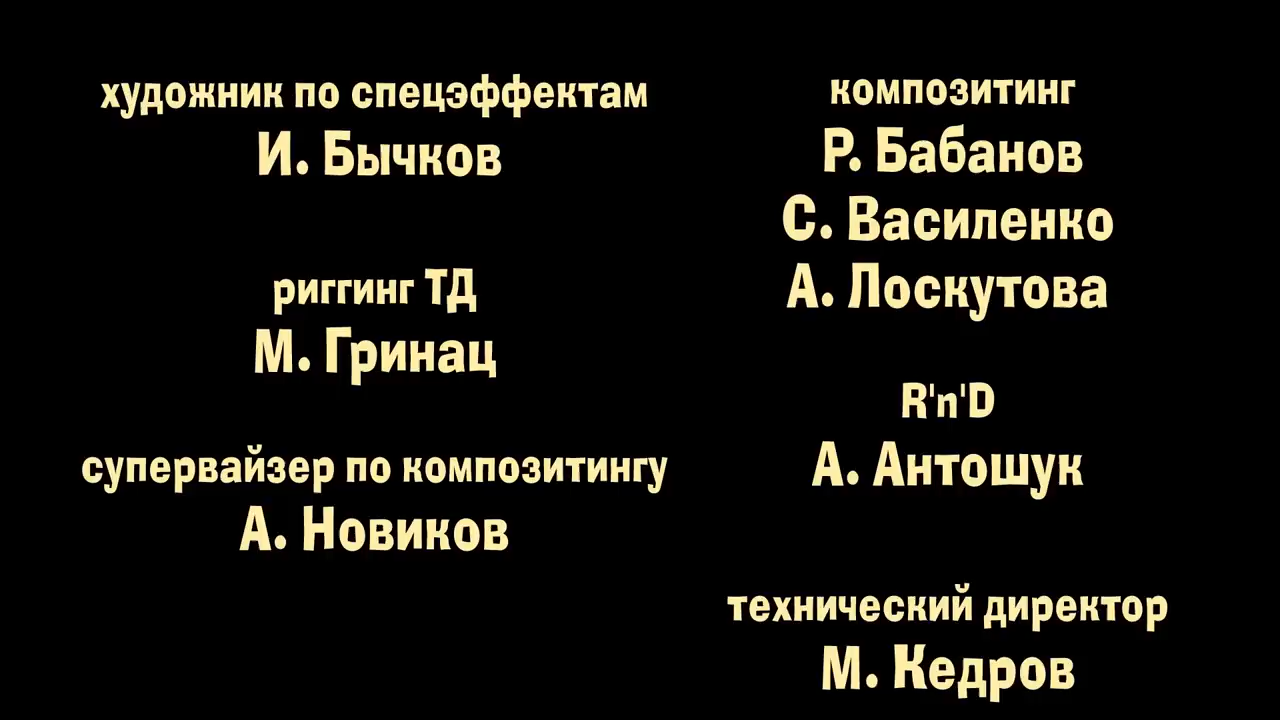 художник по спецэффектам
И. Бычков
риггинг ТД
М. Гринац
супервайзер по композитингу
А. Новиков
композитинг
Р. Бабанов
С. Василенко
А. Лоскутова
R'n'D
А. Антошук
технический директор
М. Кедров